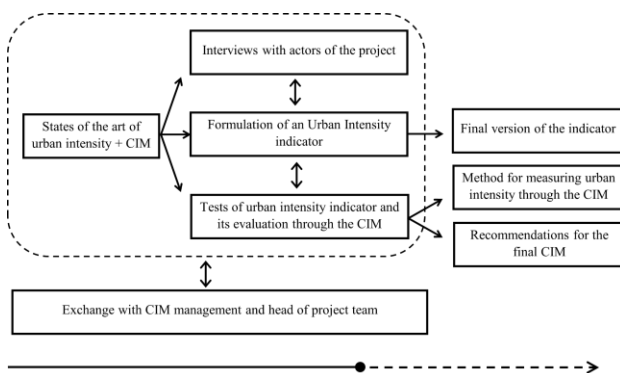 Interviews with actors of the project
States of the art of
urban intensity + CIM
Formulation of an Urban Intensity
indicator
Final version of the indicator
Tests of urban intensity indicator and
its evaluation through the CIM
Method for measuring urban
intensity through the CIM
Recommendations for the
final CIM
Exchange with CIM management and head of project team